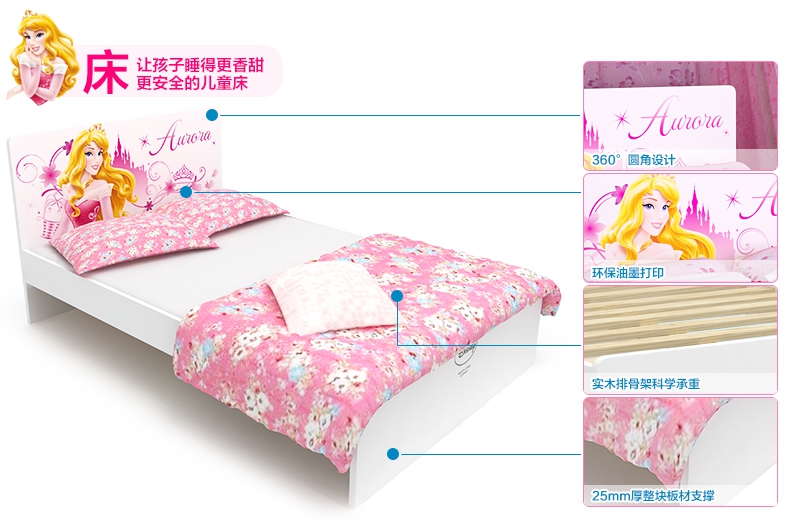 床
让孩子睡得更香甜
更安全的儿童床
Aurora
Aurora
360°圆角设计
A
环保油墨打印
实木排骨架科学承重
25mm厚整块板材支撑